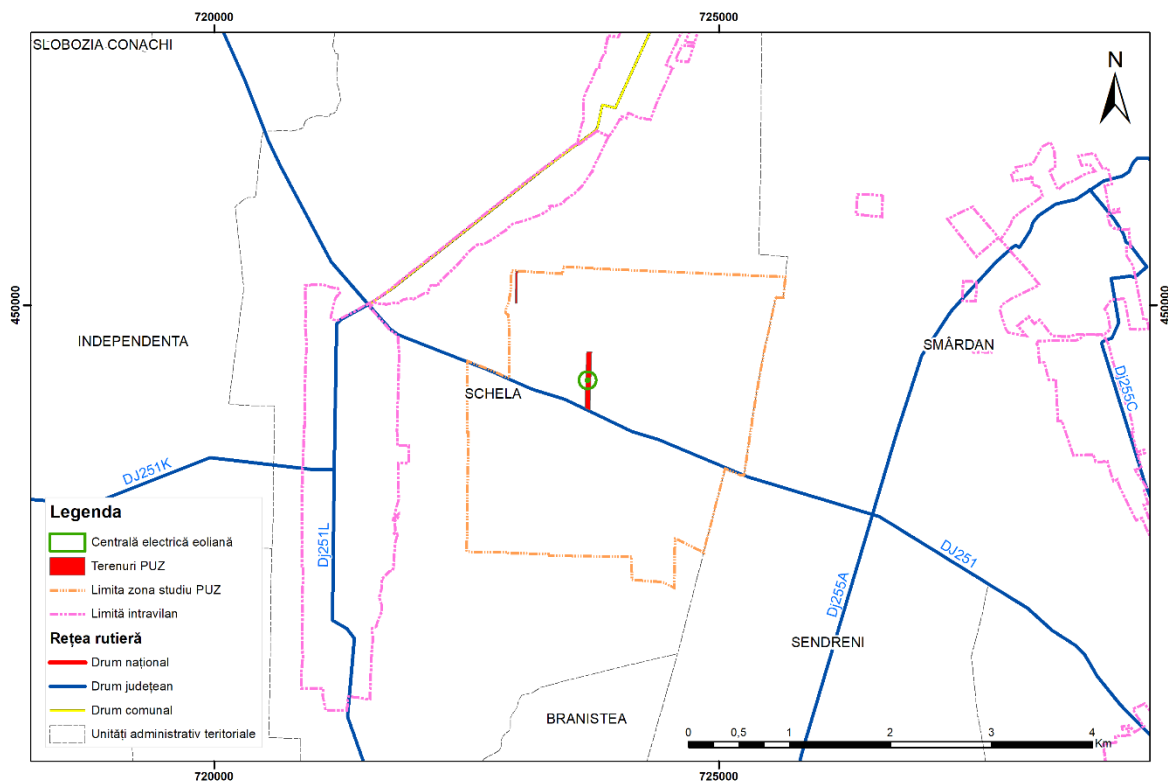 720000
725000
SLOBOZIA CONACHI
N
450000
450000
INDEPENDENTA
SMÂRDAN
SCHELA
Dj255C
DJ251K
Legenda
Centrală electrică eoliană
Terenuri PUZ
Limita zona studiu PUZ
Limită intravilan
Rețea rutieră
Drum național
Drum județean
Drum comunal
Unități administrativ teritoriale
Dj251L
DJ251
Dj255A
SENDRENI
BRANISTEA
0 0,5 1 2 3 4
Km
720000
725000